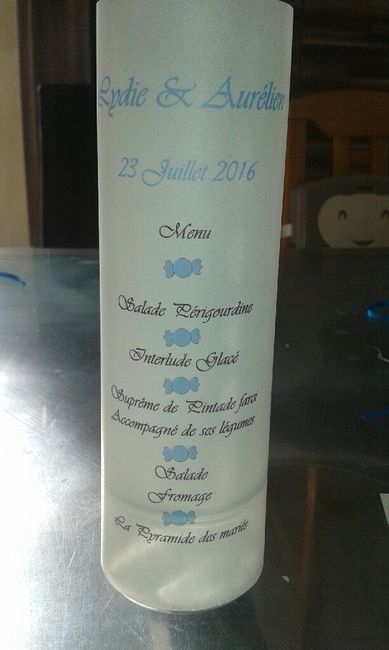 Lydie & Aurélien
23 Juillet 2016
Menu
Salade Périgourdine
Interlude Glacé
Suprême de Pintade farci
Accompagné de ses légumes
Salade
Fromage
La Pyramide des mariés